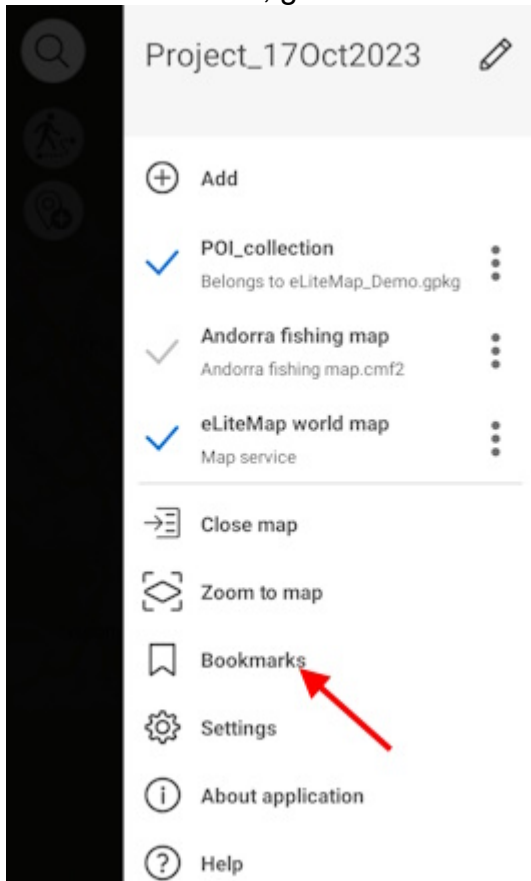 Project_17Oct2023
Add
POI_collection
Belongs to eLiteMap_Demo.gpkg
Andorra fishing map
Andorra fishing map.cmf2
eLiteMap world map
Map service
Close map
Zoom to map
Bookmarks
Settings
About application
Help